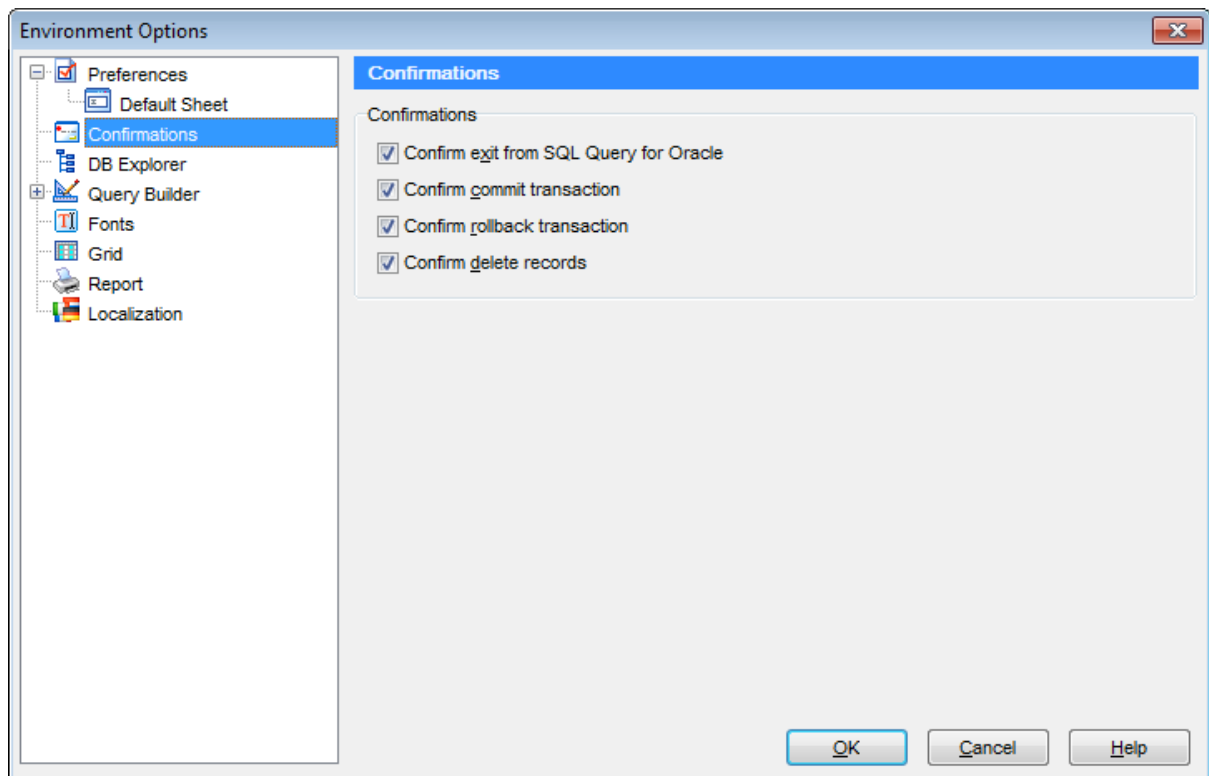 Environment Options
Preferences
Default Sheet
Confirmations
DB Explorer
Query Builder
Fonts
Grid
Report
Localization
Confirmations
Confirmations
Confirm exit from SQL Query for Oracle
Confirm commit transaction
Confirm rollback transaction
Confirm delete records
OK
Cancel
Help